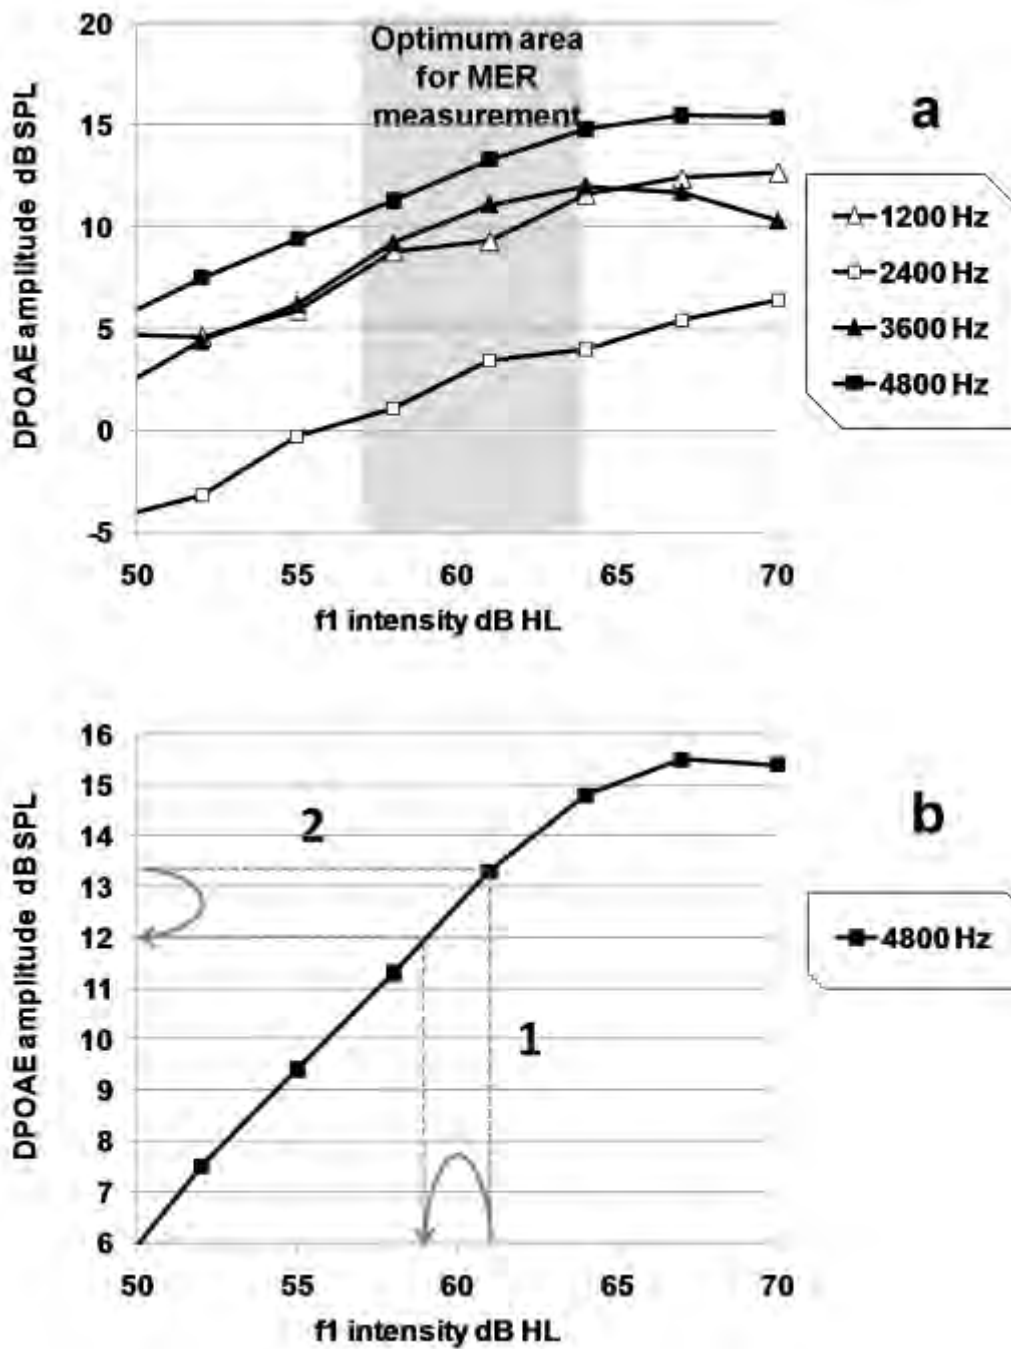 20
15
10
5
0
-5
DPOAE amplitude dB SPL
Optimum area
for MER
measurement
50 55 60 65 70
f1 intensity dB HL
a
1200 Hz
2400 Hz
3600 Hz
4800 Hz
16
15
14
13
12
11
10
9
8
7
6
DPOAE amplitude dB SPL
2
1
50 55 60 65 70
f1 intensity dB HL
b
4800 Hz